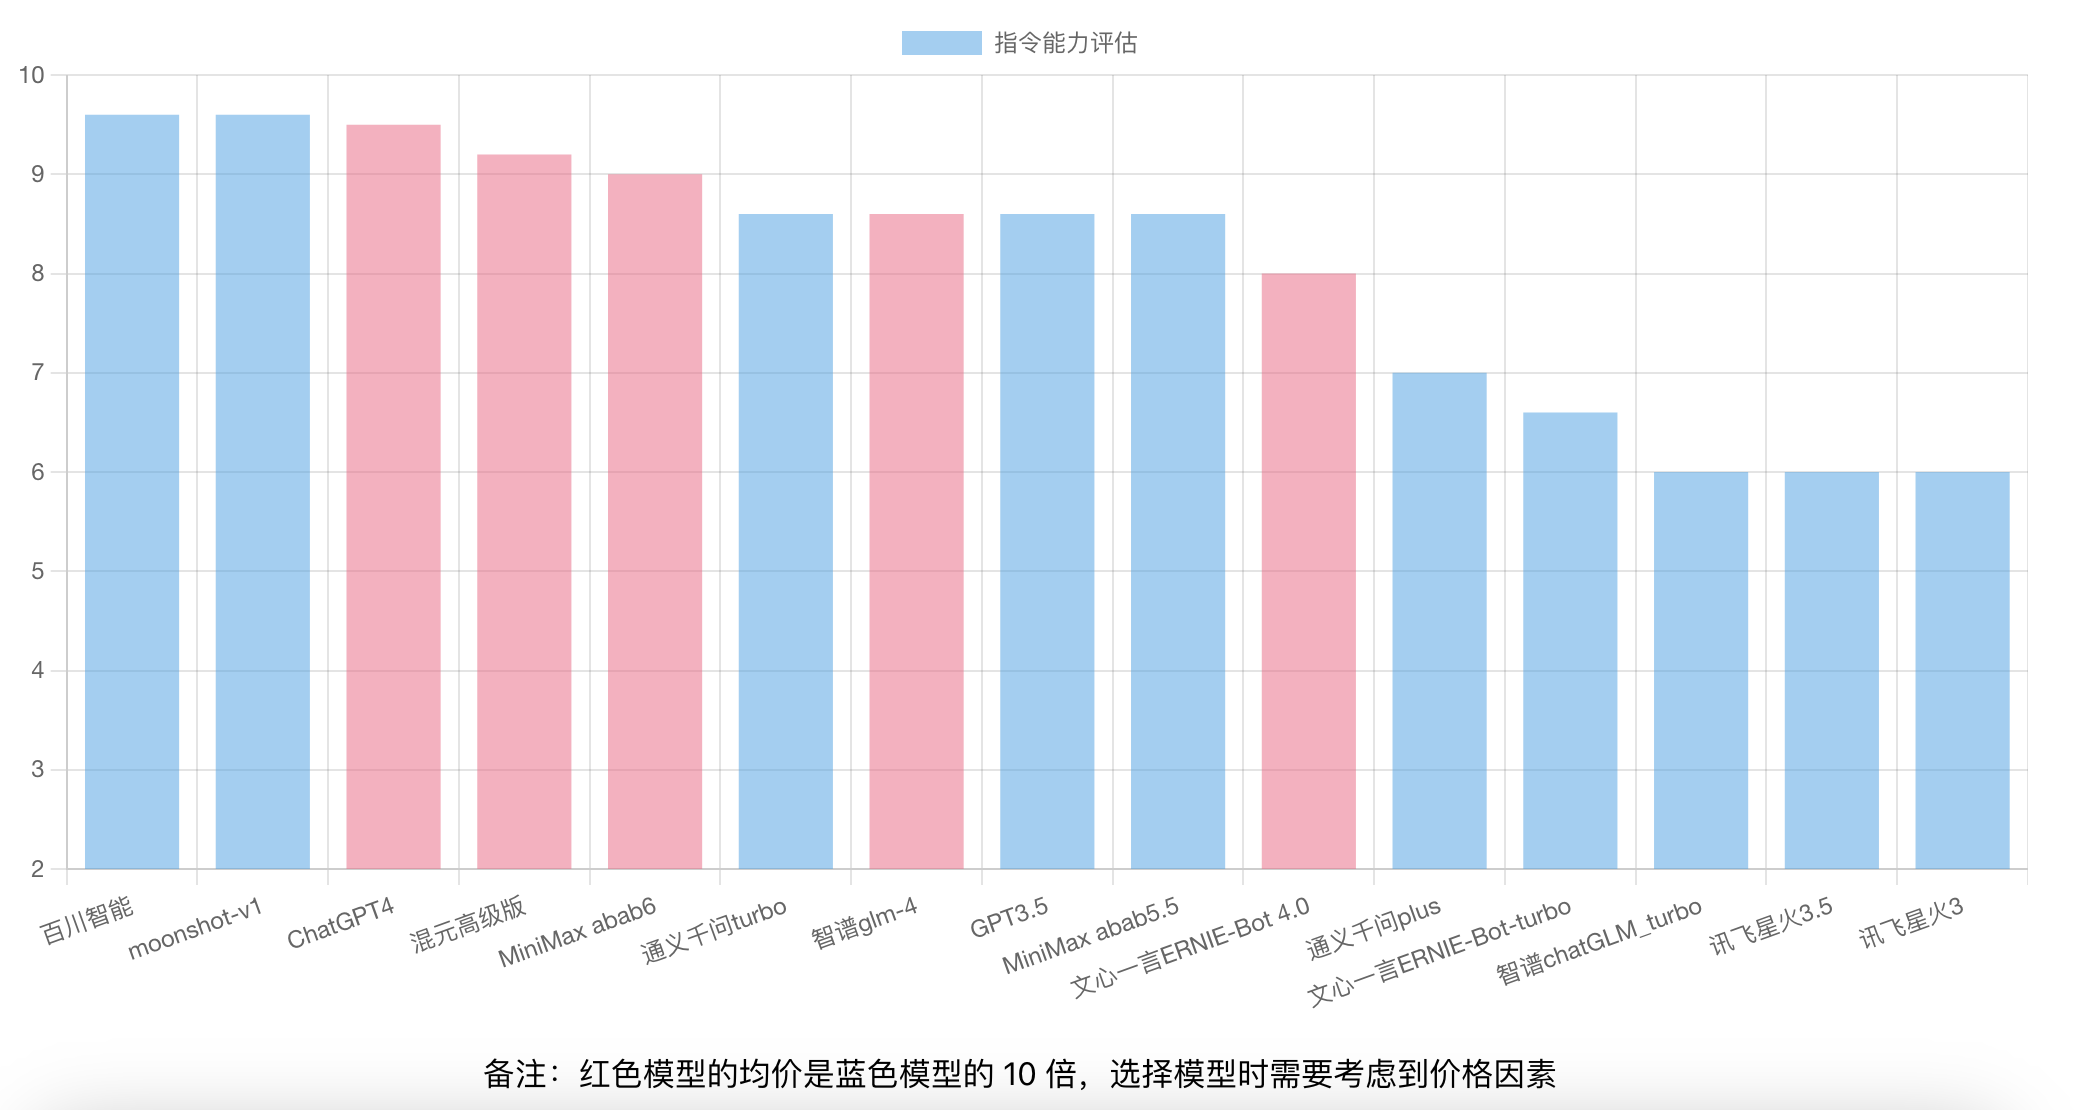 指令能力评估
10
9
8
7
6
5
4
3
2
百川智能
moonshot-v1
ChatGPT4
混元高级版
MiniMax abab6
通义千问turbo
智谱glm-4
GPT3.5
MiniMax abab5.5
文心一言ERNIE-Bot 4.0
通义千问plus
文心一言ERNIE-Bot-turbo
智谱chatGLM_turbo
讯飞星火3.5
讯飞星火3
备注：红色模型的均价是蓝色模型的 10 倍，选择模型时需要考虑到价格因素